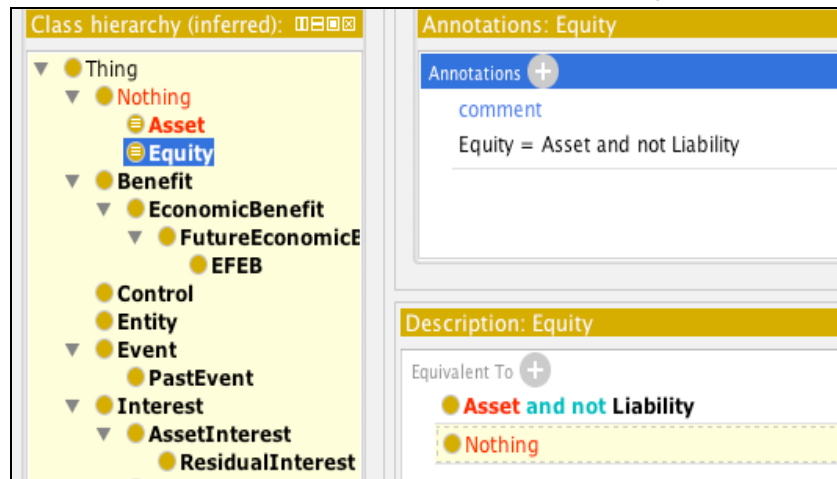 Class hierarchy (inferred):
Thing
Nothing
Asset
Equity
Benefit
EconomicBenefit
FutureEconomicE
EFEB
Control
Entity
Event
PastEvent
Interest
AssetInterest
ResidualInterest
Annotations: Equity
Annotations
comment
Equity = Asset and not Liability
Description: Equity
Equivalent To
Asset and not Liability
Nothing